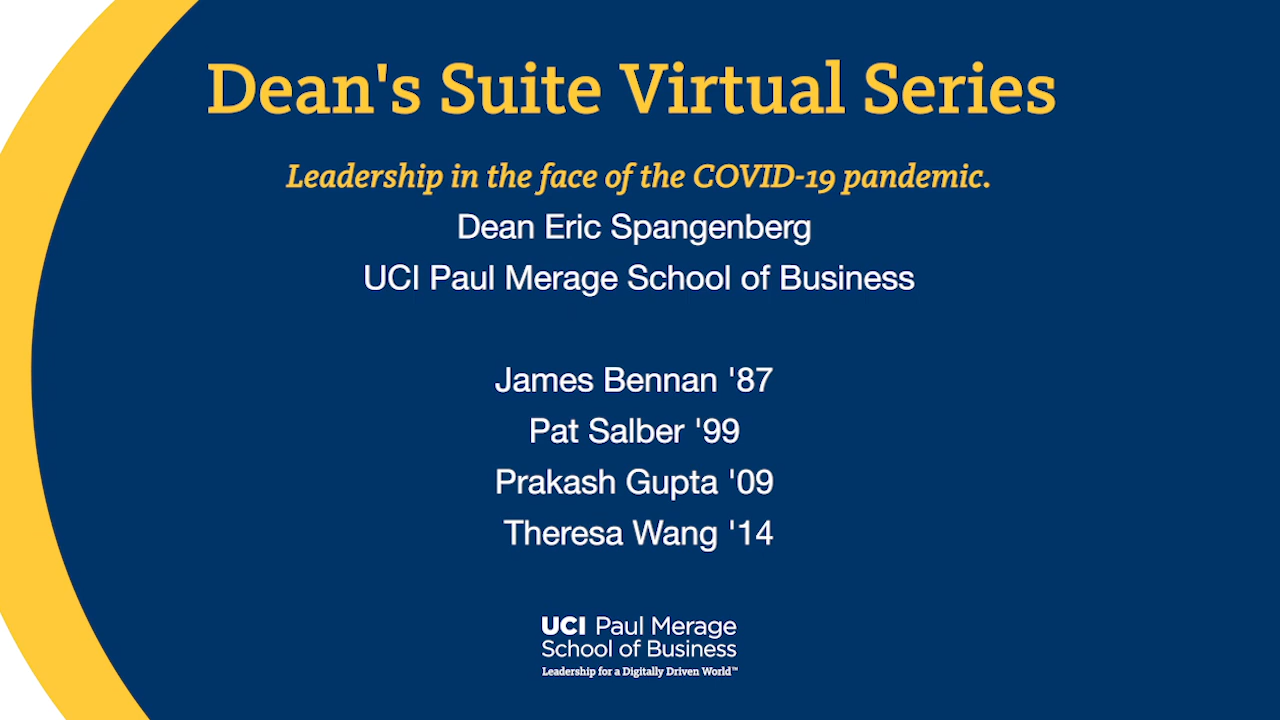 Dean's Suite Virtual Series
Leadership in the face of the COVID-19 pandemic.
Dean Eric Spangenberg
UCI Paul Merage School of Business
James Bennan '87
Pat Salber '99
Prakash Gupta '09
Theresa Wang '14
UCI Paul Merage
School of Business
Leadership for a Digitally Driven World™